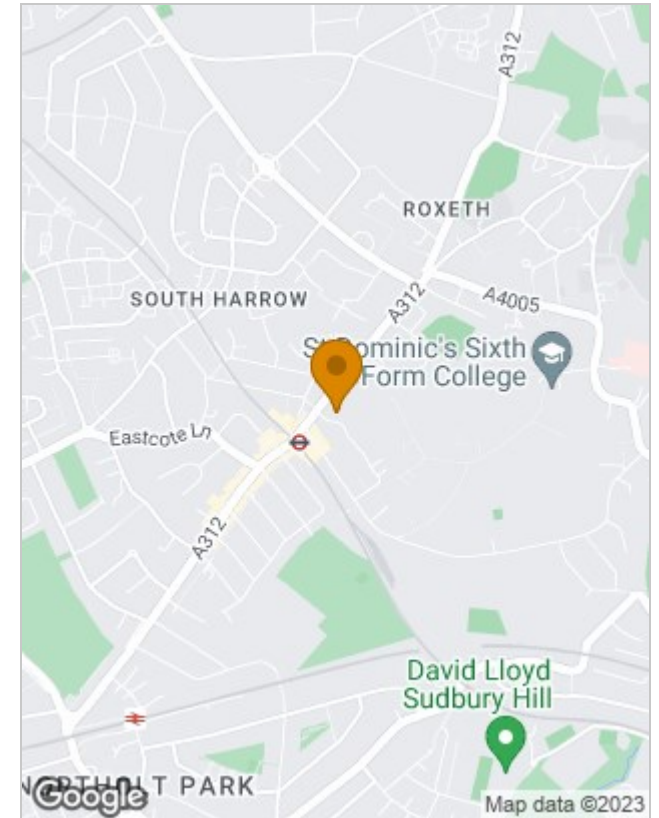 A312
ROXETH
SOUTH HARROW
A4005
A312
St Dominic's Sixth
Form College
Eastcote Ln
A312
David Lloyd
Sudbury Hill
NORTHOLT PARK
Google
Map data ©2023